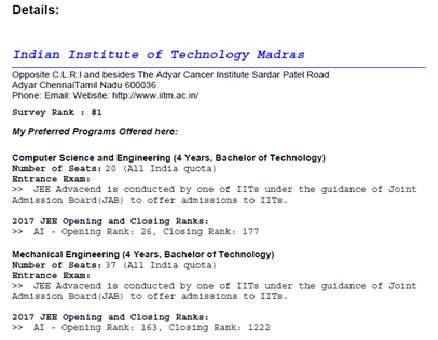 Details:
Indian Institute of Technology Madras
Opposite C.L.R.I and besides The Adyar Cancer Institute Sardar Patel Road
Adyar ChennaiTamil Nadu 600036
Phone: Email: Website: http://www.iitm.ac.in/
Survey Rank : #1
My Preferred Programs Offered here:
Computer Science and Engineering (4 Years, Bachelor of Technology)
Number of Seats: 20 (All India quota)
Entrance Exam:
>> JEE Advacend is conducted by one of IITs under the guidance of Joint
Admission Board(JAB) to offer admissions to IITs.
2017 JEE Opening and Closing Ranks:
>> AI - Opening Rank: 26, Closing Rank: 177
Mechanical Engineering (4 Years, Bachelor of Technology)
Number of Seats: 37 (All India quota)
Entrance Exam:
>> JEE Advacend is conducted by one of IITs under the guidance of Joint
Admission Board(JAB) to offer admissions to IITs.
2017 JEE Opening and Closing Ranks:
>> AI - Opening Rank: 163, Closing Rank: 1222